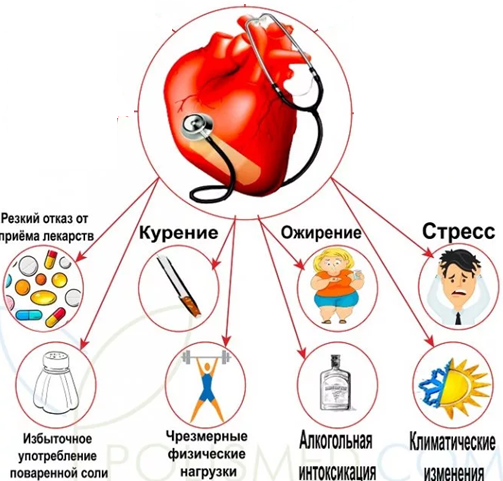 Резкий отказ от
приёма лекарств
Курение
Ожирение
Стресс
Избыточное
употребление
поваренной соли
Чрезмерные
физические
нагрузки
Алкогольная
интоксикация
Климатические
изменения